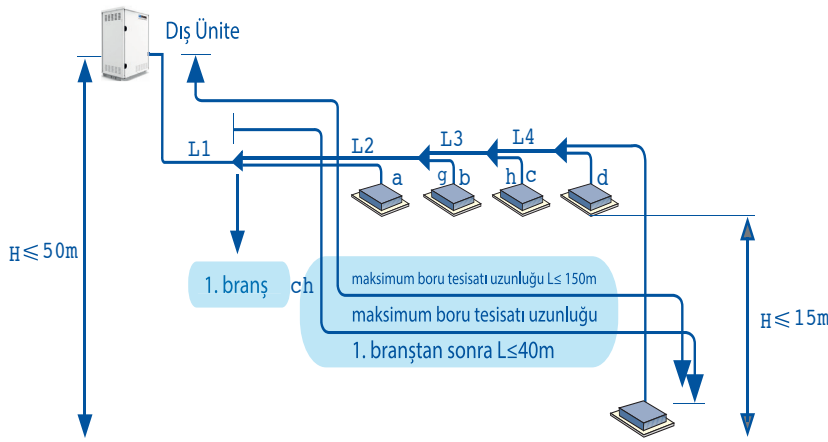 Dış Ünite
L1
L2
L3
L4
a
g
b
h
c
d
H≤50m
1. branş
ch
maksimum boru tesisatı uzunluğu L≤ 150m
maksimum boru tesisatı uzunluğu
1. branştan sonra L≤40m
H≤15m